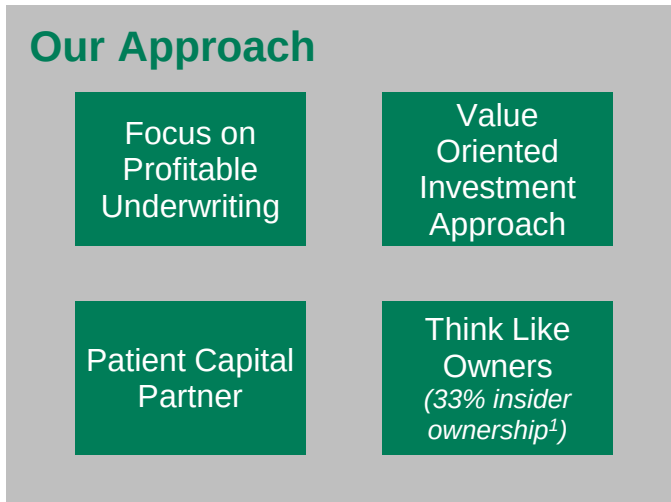 Our Approach
Focus on
Profitable
Underwriting
Value
Oriented
Investment
Approach
Patient Capital
Partner
Think Like
Owners
(33% insider
ownership¹)